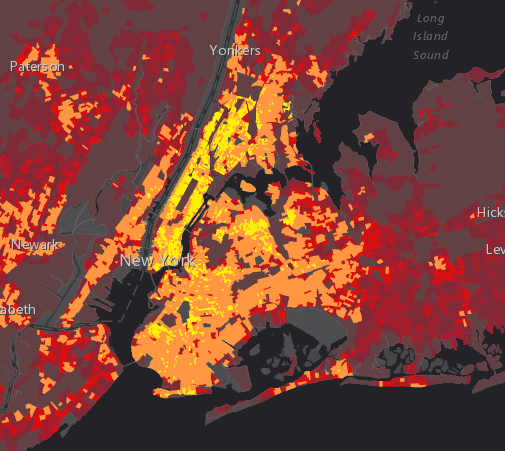 Long
Island
Sound
Yonkers
Paterson
Hicks
Newark
New York
Lev
abeth